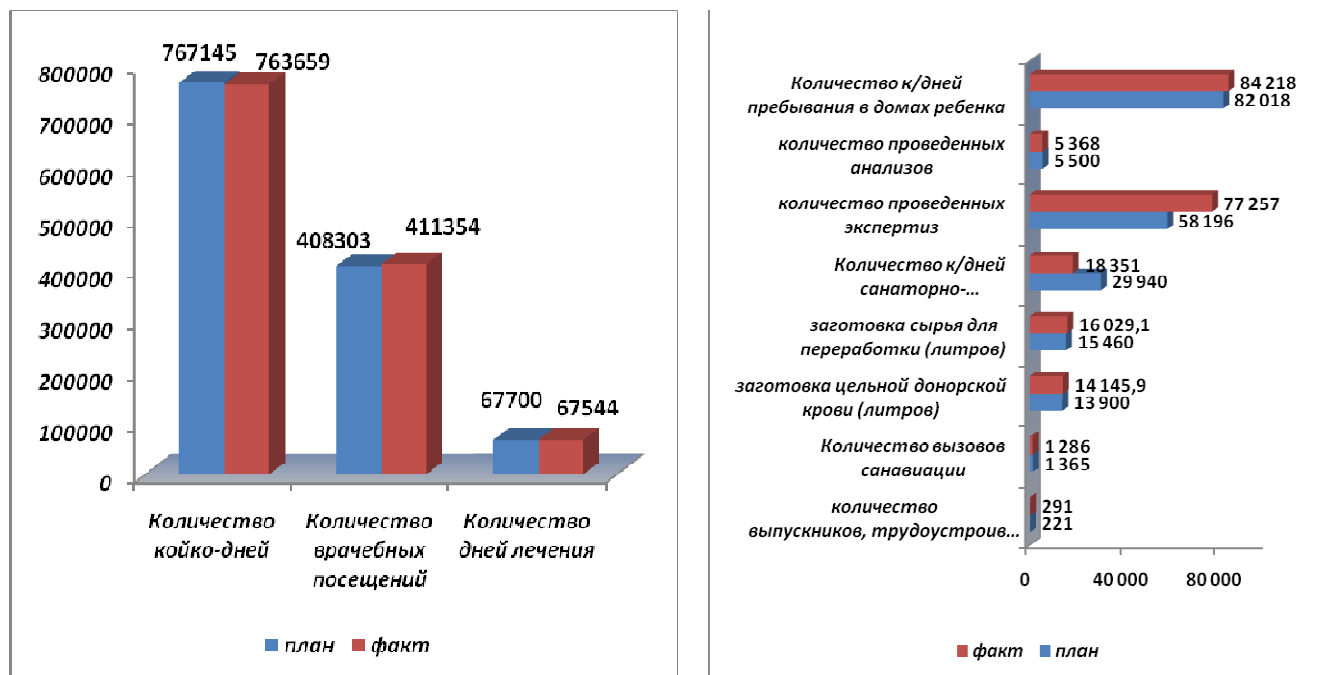 767145
763659
800000
700000
600000
500000
400000
300000
200000
100000
0
408303
411354
67700
67544
Количество
койко-дней
Количество
врачебных
посещений
Количество
дней лечения
план
факт
Количество к/дней
пребывания в домах ребенка
84 218
82 018
количество проведенных
анализов
5 368
5 500
количество проведенных
экспертиз
77 257
58 196
Количество к/дней
санаторно-...
18 351
29 940
заготовка сырья для
переработки (литров)
16 029,1
15 460
заготовка цельной донорской
крови (литров)
14 145,9
13 900
Количество вызовов
санавиации
1 286
1 365
количество
выпускников, трудоустроив...
291
221
0
40 000
80 000
факт
план